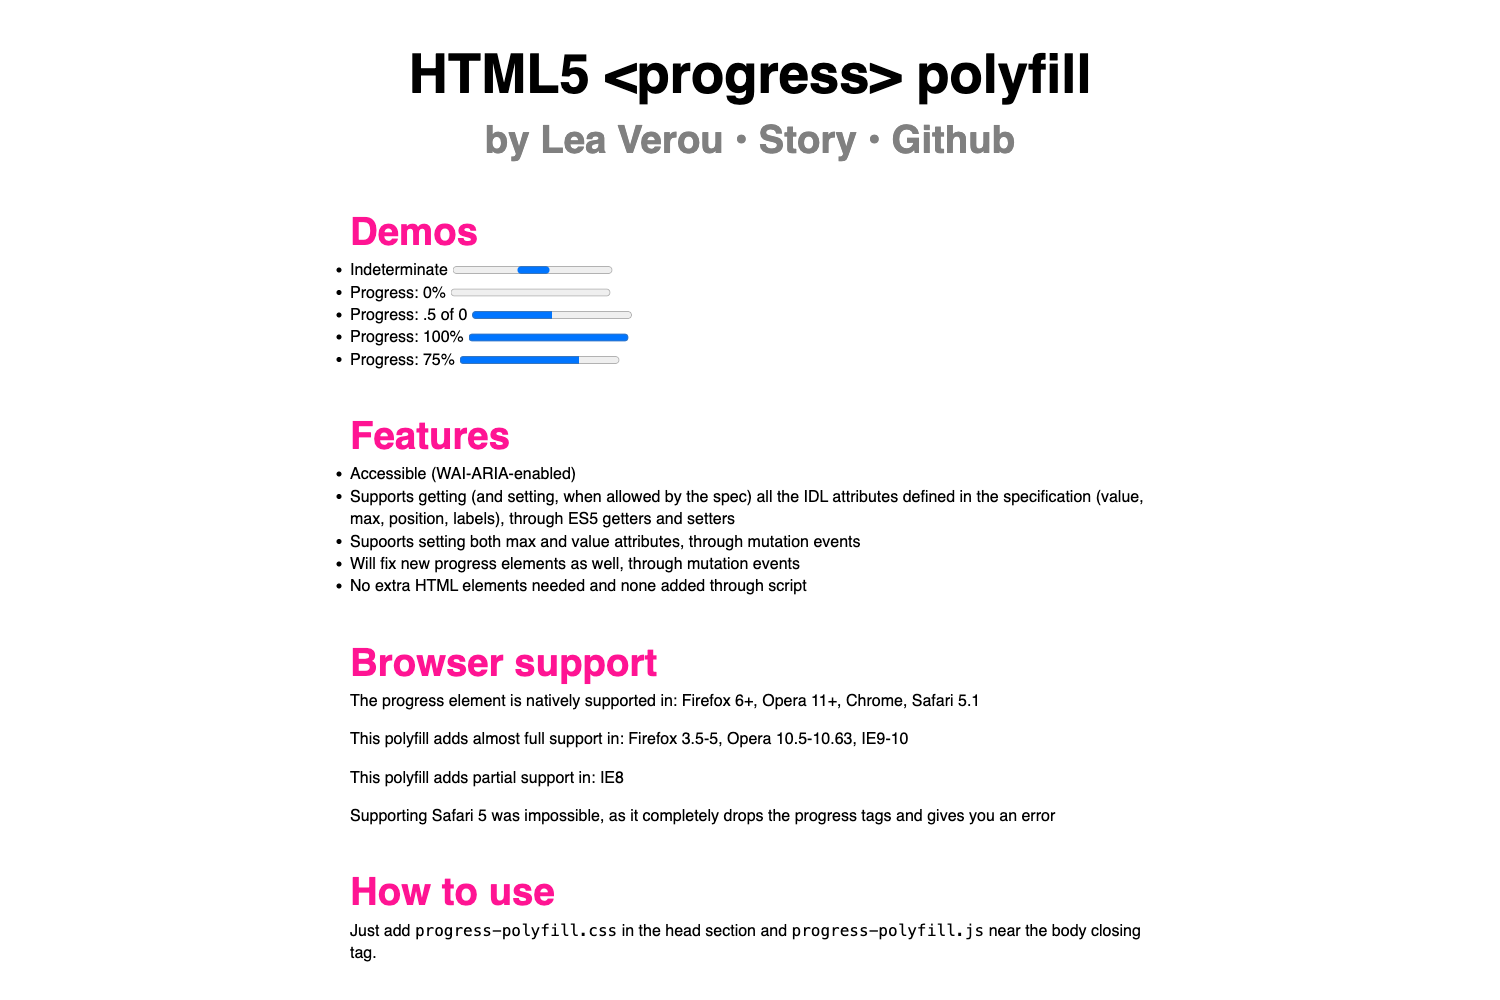 HTML5 <progress> polyfill
by Lea Verou • Story • Github
Demos
• Indeterminate
• Progress: 0%
• Progress: .5 of 0
• Progress: 100%
• Progress: 75%
Features
• Accessible (WAI-ARIA-enabled)
• Supports getting (and setting, when allowed by the spec) all the IDL attributes defined in the specification (value,
max, position, labels), through ES5 getters and setters
• Supoorts setting both max and value attributes, through mutation events
• Will fix new progress elements as well, through mutation events
• No extra HTML elements needed and none added through script
Browser support
The progress element is natively supported in: Firefox 6+, Opera 11+, Chrome, Safari 5.1
This polyfill adds almost full support in: Firefox 3.5-5, Opera 10.5-10.63, IE9-10
This polyfill adds partial support in: IE8
Supporting Safari 5 was impossible, as it completely drops the progress tags and gives you an error
How to use
Just add progress-polyfill.css in the head section and progress-polyfill.js near the body closing
tag.